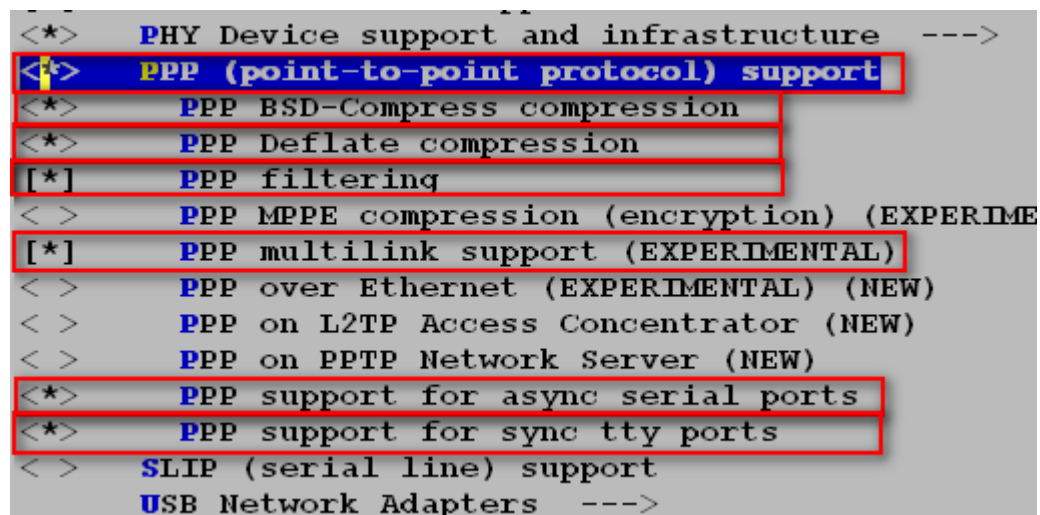 <*> PHY Device support and infrastructure --->
<*> PPP (point-to-point protocol) support
<*> PPP BSD-Compress compression
<*> PPP Deflate compression
[*] PPP filtering
< > PPP MPPE compression (encryption) (EXPERIME
[*] PPP multilink support (EXPERIMENTAL)
< > PPP over Ethernet (EXPERIMENTAL) (NEW)
< > PPP on L2TP Access Concentrator (NEW)
< > PPP on PPTP Network Server (NEW)
<*> PPP support for async serial ports
<*> PPP support for sync tty ports
< > SLIP (serial line) support
USB Network Adapters --->